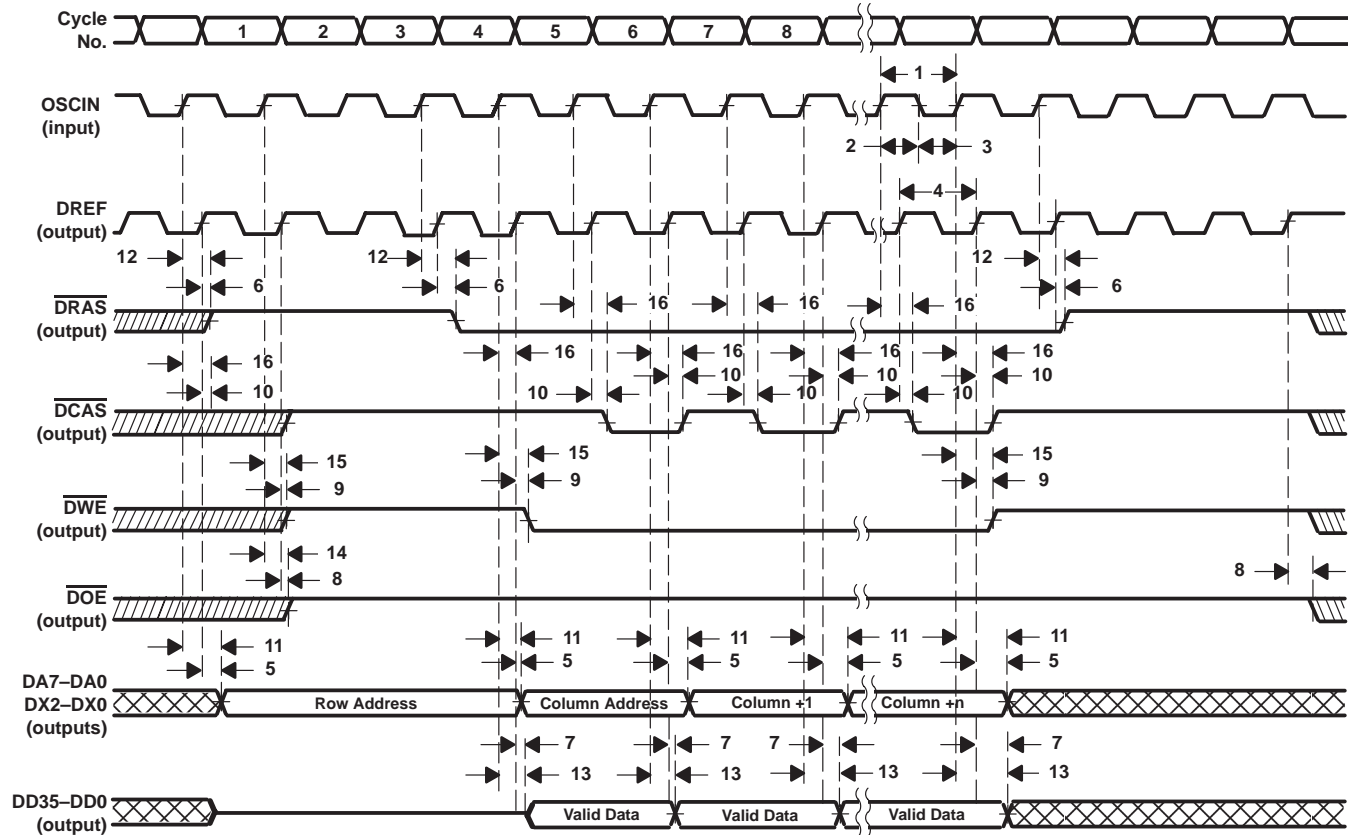 Cycle
No.
1 2 3 4 5 6 7 8
1
OSCIN
(input)
2 3
4
DREF
(output)
12 12 12
6 6 6
16 16 16
DRAS
(output)
16 16 16 16 16
10 10 10 10
10 10 10
DCAS
(output)
15 15 15
9 9 9
DWE
(output)
14
8 8
DOE
(output)
11 11 11 11 11
5 5 5 5 5
DA7–DA0
DX2–DX0
(outputs)
Row Address Column Address Column +1 Column +n
7 7 7 7
13 13 13 13
DD35–DD0
(output)
Valid Data Valid Data Valid Data